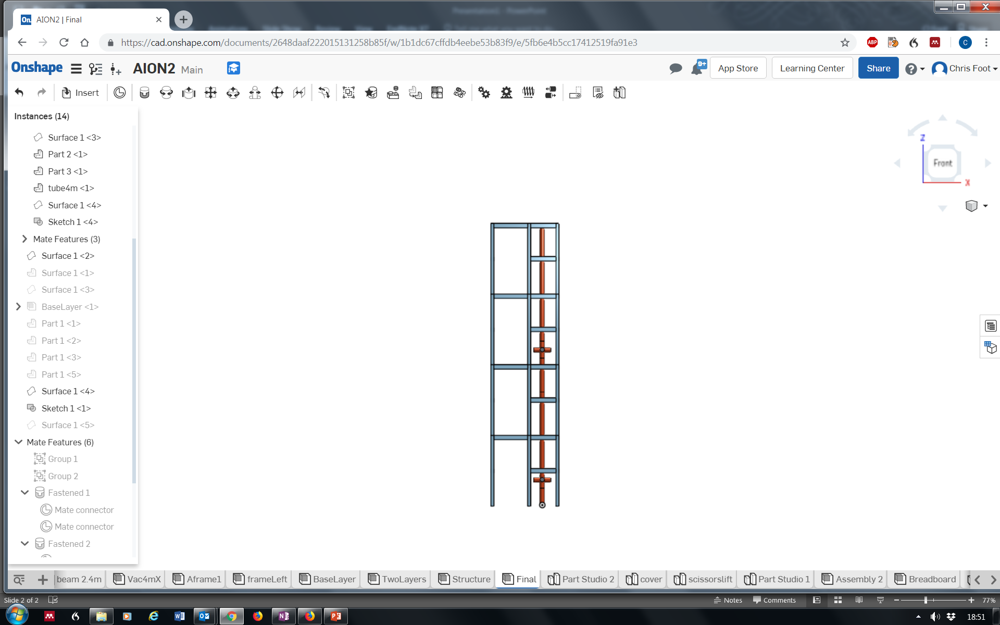 AION2 | Final
https://cad.onshape.com/documents/2648daaf222015131258b85f/w/1b1dc67cffdb4eebe53b83f9/e/5fb6e4b5cc17412519fa91e3
ABP
C
Onshape AION2 Main
9+
App Store
Learning Center
Share
Chris Foot
Insert
Instances (14)
Surface 1 <3>
Part 2 <1>
Part 3 <1>
tube4m <1>
Surface 1 <4>
Sketch 1 <4>
Mate Features (3)
Surface 1 <2>
Surface 1 <1>
Surface 1 <3>
BaseLayer <1>
Part 1 <1>
Part 1 <2>
Part 1 <3>
Part 1 <5>
Surface 1 <4>
Sketch 1 <1>
Surface 1 <5>
Mate Features (6)
Group 1
Group 2
Fastened 1
Mate connector
Mate connector
Fastened 2
Z
Front
X
beam 2.4m Vac4mX Aframe1 frameLeft BaseLayer TwoLayers Structure Final Part Studio 2 cover scissorslift Part Studio 1 Assembly 2 Breadboard
Slide 2 of 2 Notes Comments 77%
18:51